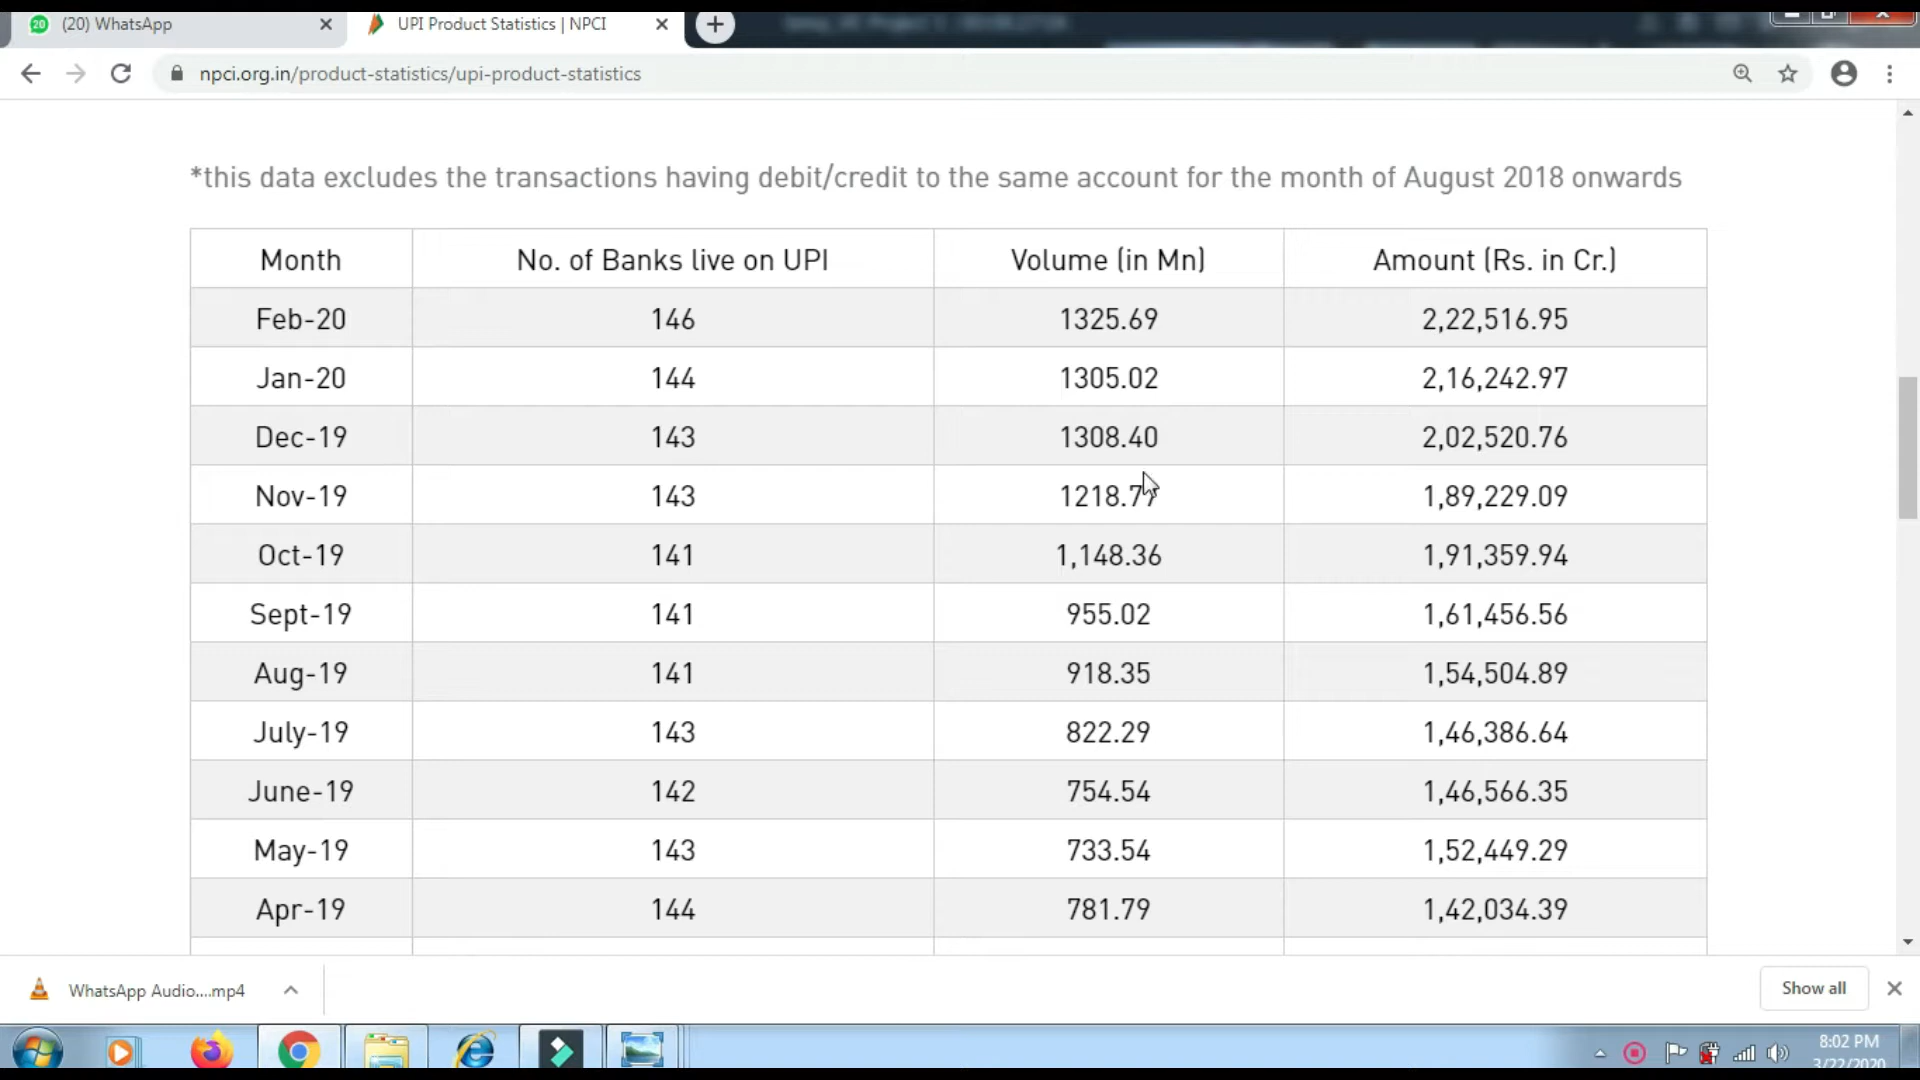 (20) WhatsApp
UPI Product Statistics | NPCI
npci.org.in/product-statistics/upi-product-statistics
*this data excludes the transactions having debit/credit to the same account for the month of August 2018 onwards
Month No. of Banks live on UPI Volume (in Mn) Amount (Rs. in Cr.)
Feb-20 146 1325.69 2,22,516.95
Jan-20 144 1305.02 2,16,242.97
Dec-19 143 1308.40 2,02,520.76
Nov-19 143 1218.77 1,89,229.09
Oct-19 141 1,148.36 1,91,359.94
Sept-19 141 955.02 1,61,456.56
Aug-19 141 918.35 1,54,504.89
July-19 143 822.29 1,46,386.64
June-19 142 754.54 1,46,566.35
May-19 143 733.54 1,52,449.29
Apr-19 144 781.79 1,42,034.39
WhatsApp Audio....mp4
Show all
8:02 PM
3/22/2020